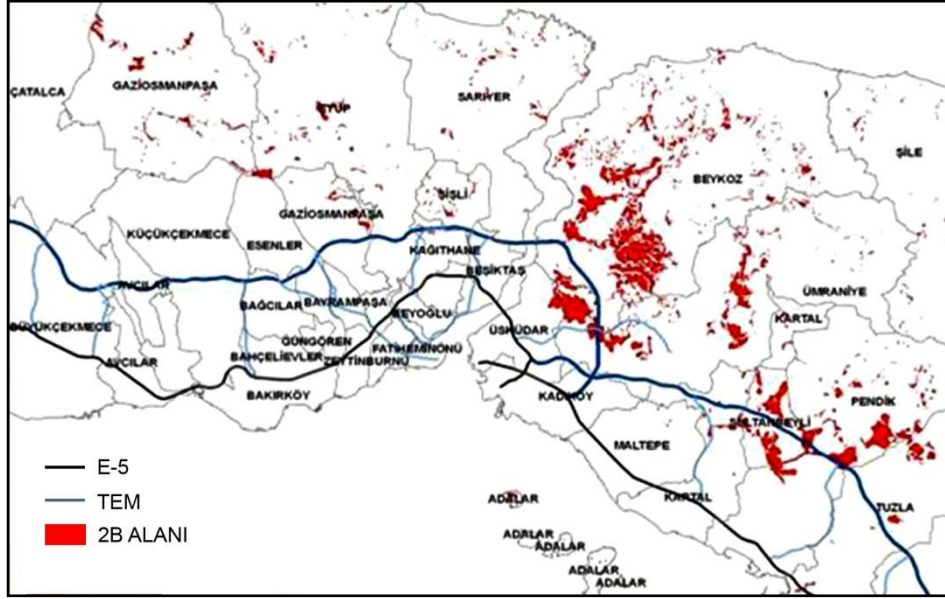 ÇATALCA
GAZİOSMANPAŞA
EYÜP
SARIYER
BEYKOZ
ŞİLE
ŞİŞLİ
GAZİOSMANPAŞA
KÜÇÜKÇEKMECE
ESENLER
KAĞITHANE
BEŞİKTAŞ
AVCILAR
BAĞCILAR
BAYRAMPAŞA
BEYOĞLU
ÜMRANİYE
KARTAL
BÜYÜKÇEKMECE
ÜSKÜDAR
GÜNGÖREN
FATİH
EMİNÖNÜ
BAHÇELİEVLER
ZEYTİNBURNU
AVCILAR
BAKIRKÖY
KADIKÖY
PENDİK
SULTANBEYLİ
MALTEPE
E-5
TEM
2B ALANI
KARTAL
ADALAR
TUZLA
ADALAR
ADALAR
ADALAR
ADALAR